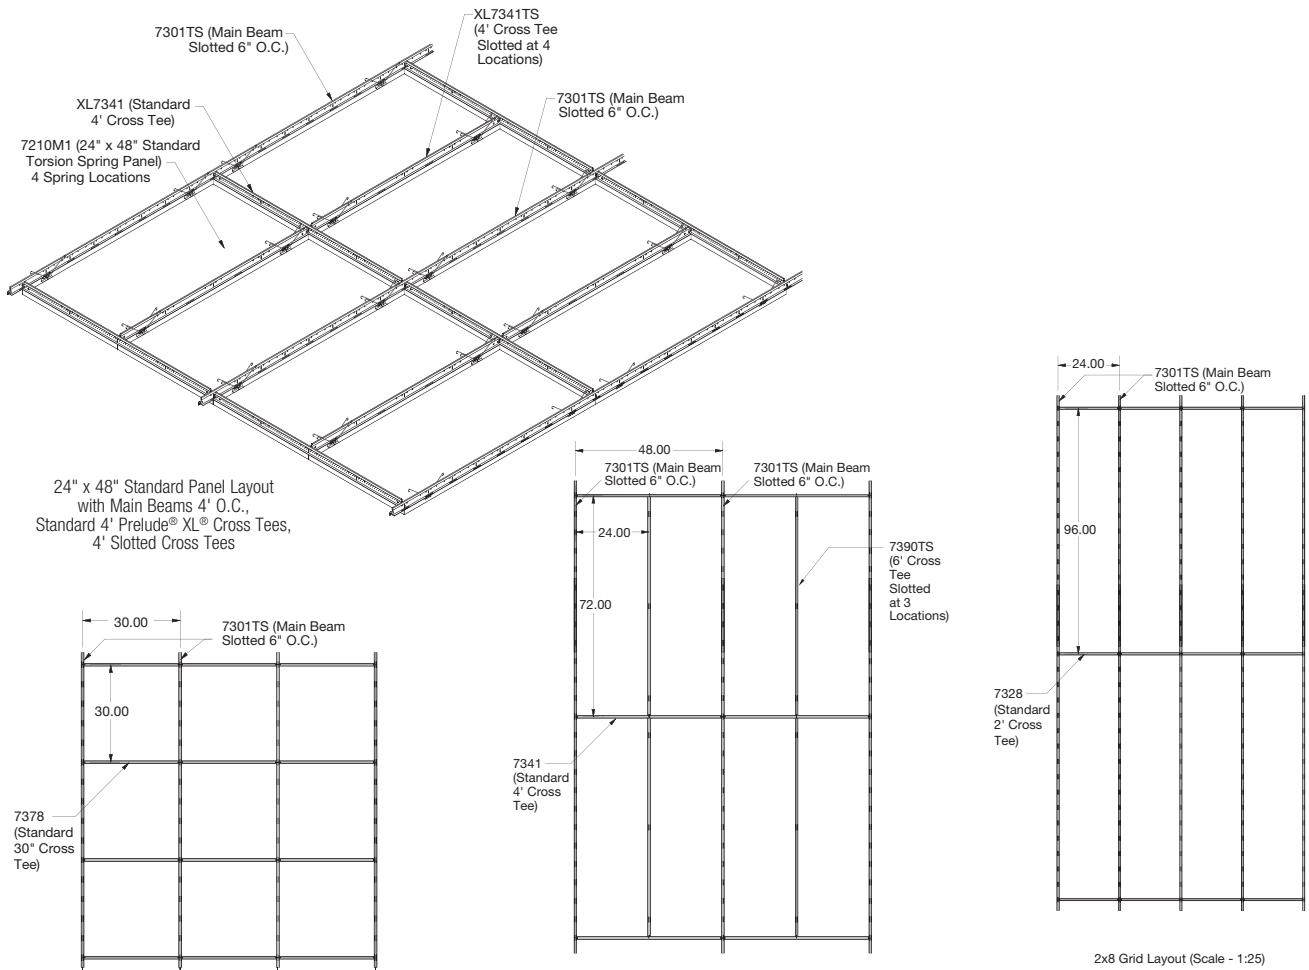 7301TS (Main Beam
Slotted 6" O.C.)
XL7341TS
(4' Cross Tee
Slotted at 4
Locations)
XL7341 (Standard
4' Cross Tee)
7301TS (Main Beam
Slotted 6" O.C.)
7210M1 (24" x 48" Standard
Torsion Spring Panel)
4 Spring Locations
24" x 48" Standard Panel Layout
with Main Beams 4' O.C.,
Standard 4' Prelude® XL® Cross Tees,
4' Slotted Cross Tees
30.00
7301TS (Main Beam
Slotted 6" O.C.)
30.00
7378
(Standard
30" Cross
Tee)
48.00
7301TS (Main Beam
Slotted 6" O.C.)
7301TS (Main Beam
Slotted 6" O.C.)
24.00
72.00
7390TS
(6' Cross
Tee
Slotted
at 3
Locations)
7341
(Standard
4' Cross
Tee)
24.00
7301TS (Main Beam
Slotted 6" O.C.)
96.00
7328
(Standard
2' Cross
Tee)
2x8 Grid Layout (Scale - 1:25)